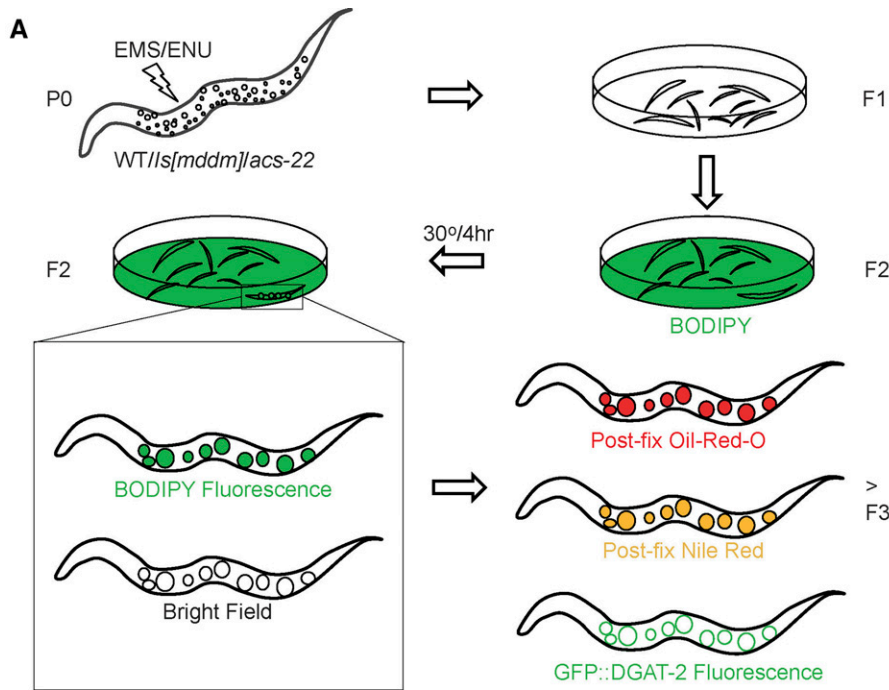 A
EMS/ENU
P0
WT/Is[mddm]/acs-22
F1
F2
30º/4hr
F2
BODIPY
BODIPY Fluorescence
Bright Field
Post-fix Oil-Red-O
Post-fix Nile Red
>
F3
GFP::DGAT-2 Fluorescence